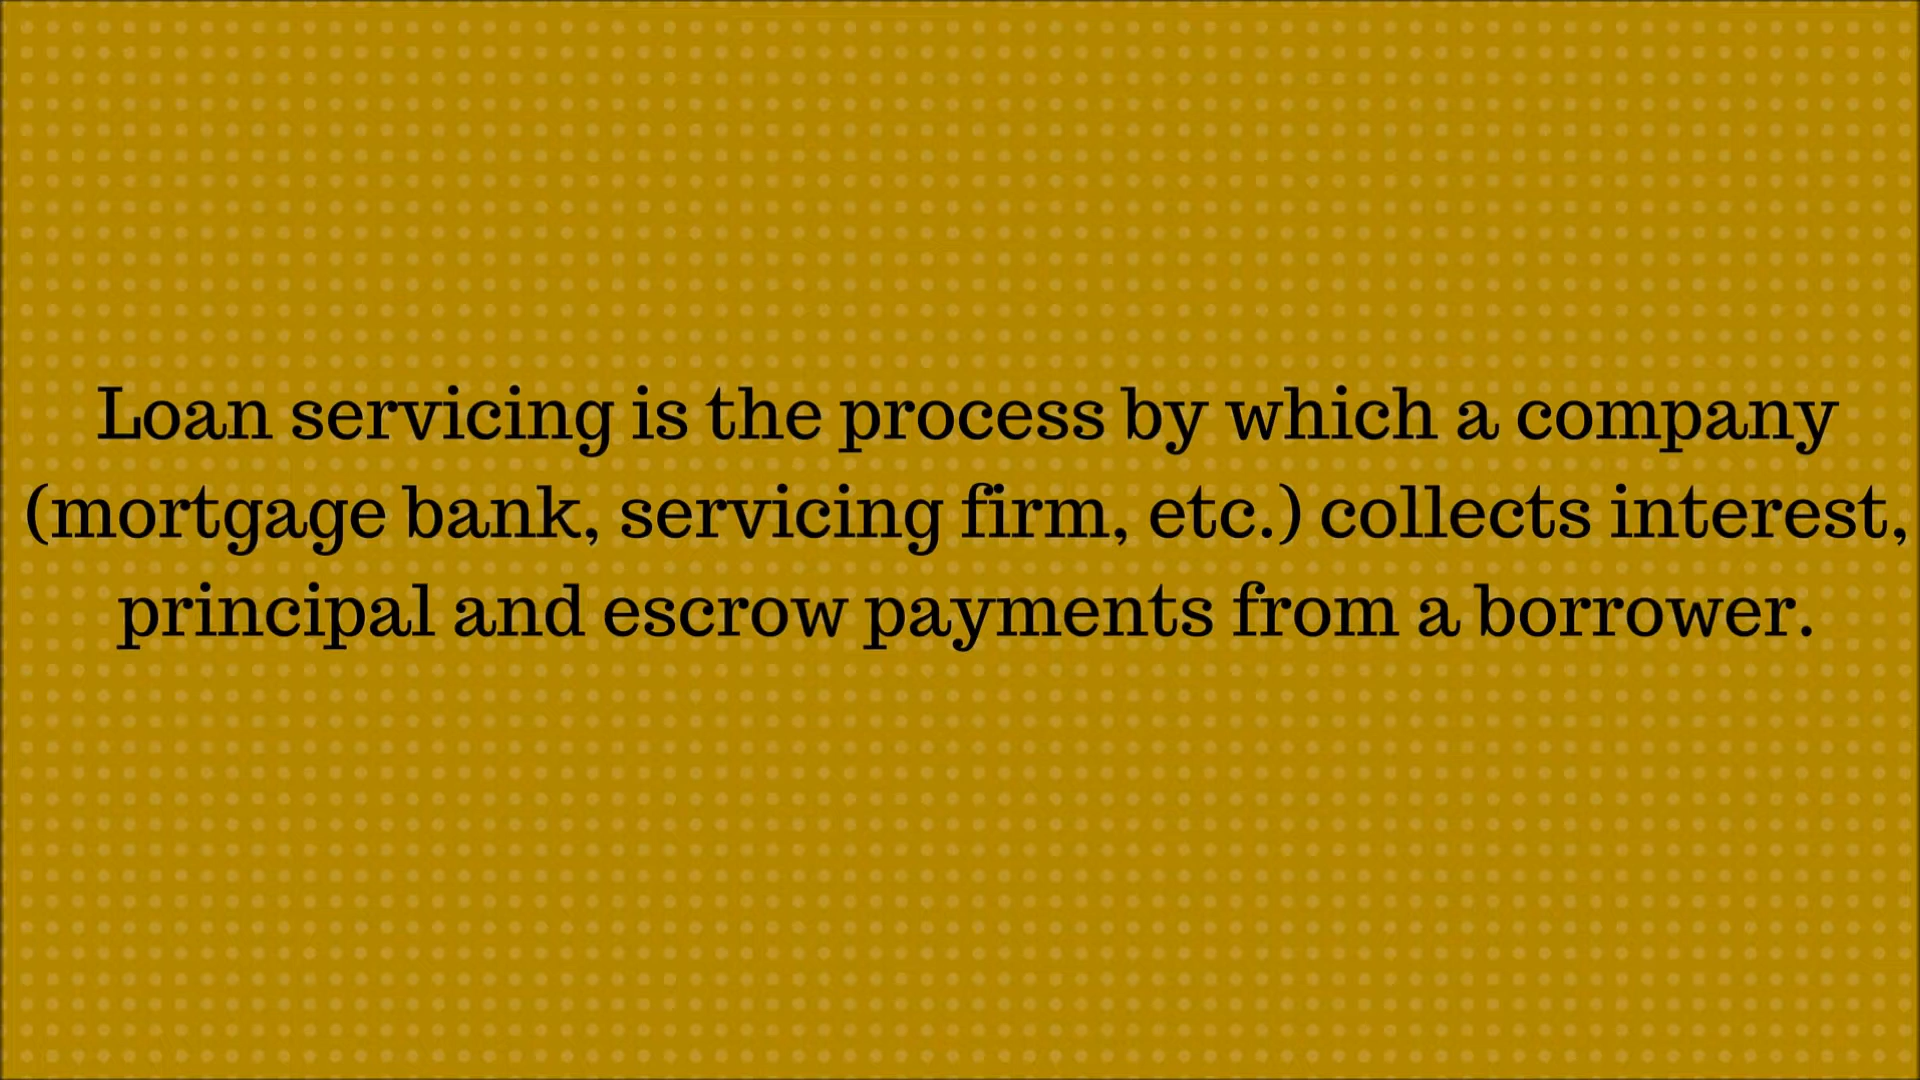 Loan servicing is the process by which a company
(mortgage bank, servicing firm, etc.) collects interest,
principal and escrow payments from a borrower.